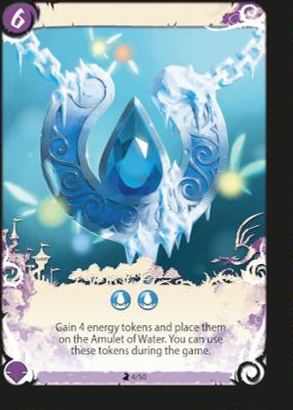 6
Gain 4 energy tokens and place them
on the Amulet of Water. You can use
these tokens during the game.
4/50